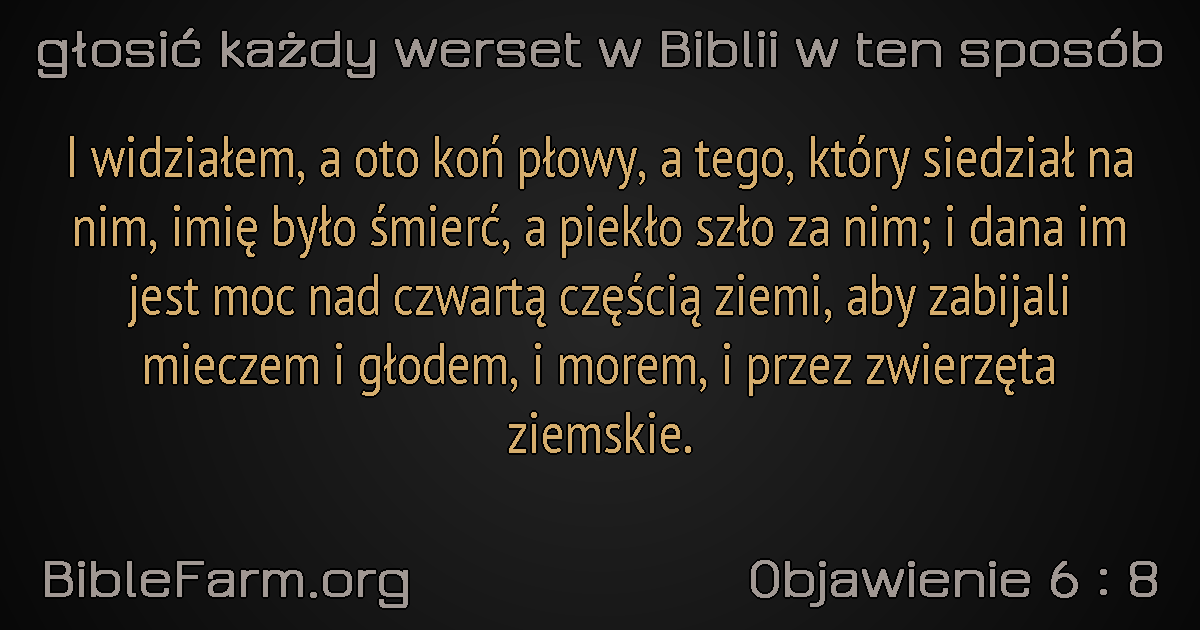 głosić każdy werset w Biblii w ten sposób
I widziałem, a oto koń płowy, a tego, który siedział na
nim, imię było śmierć, a piekło szło za nim; i dana im
jest moc nad czwartą częścią ziemi, aby zabijali
mieczem i głodem, i morem, i przez zwierzęta
ziemskie.
BibleFarm.org
Objawienie 6 : 8